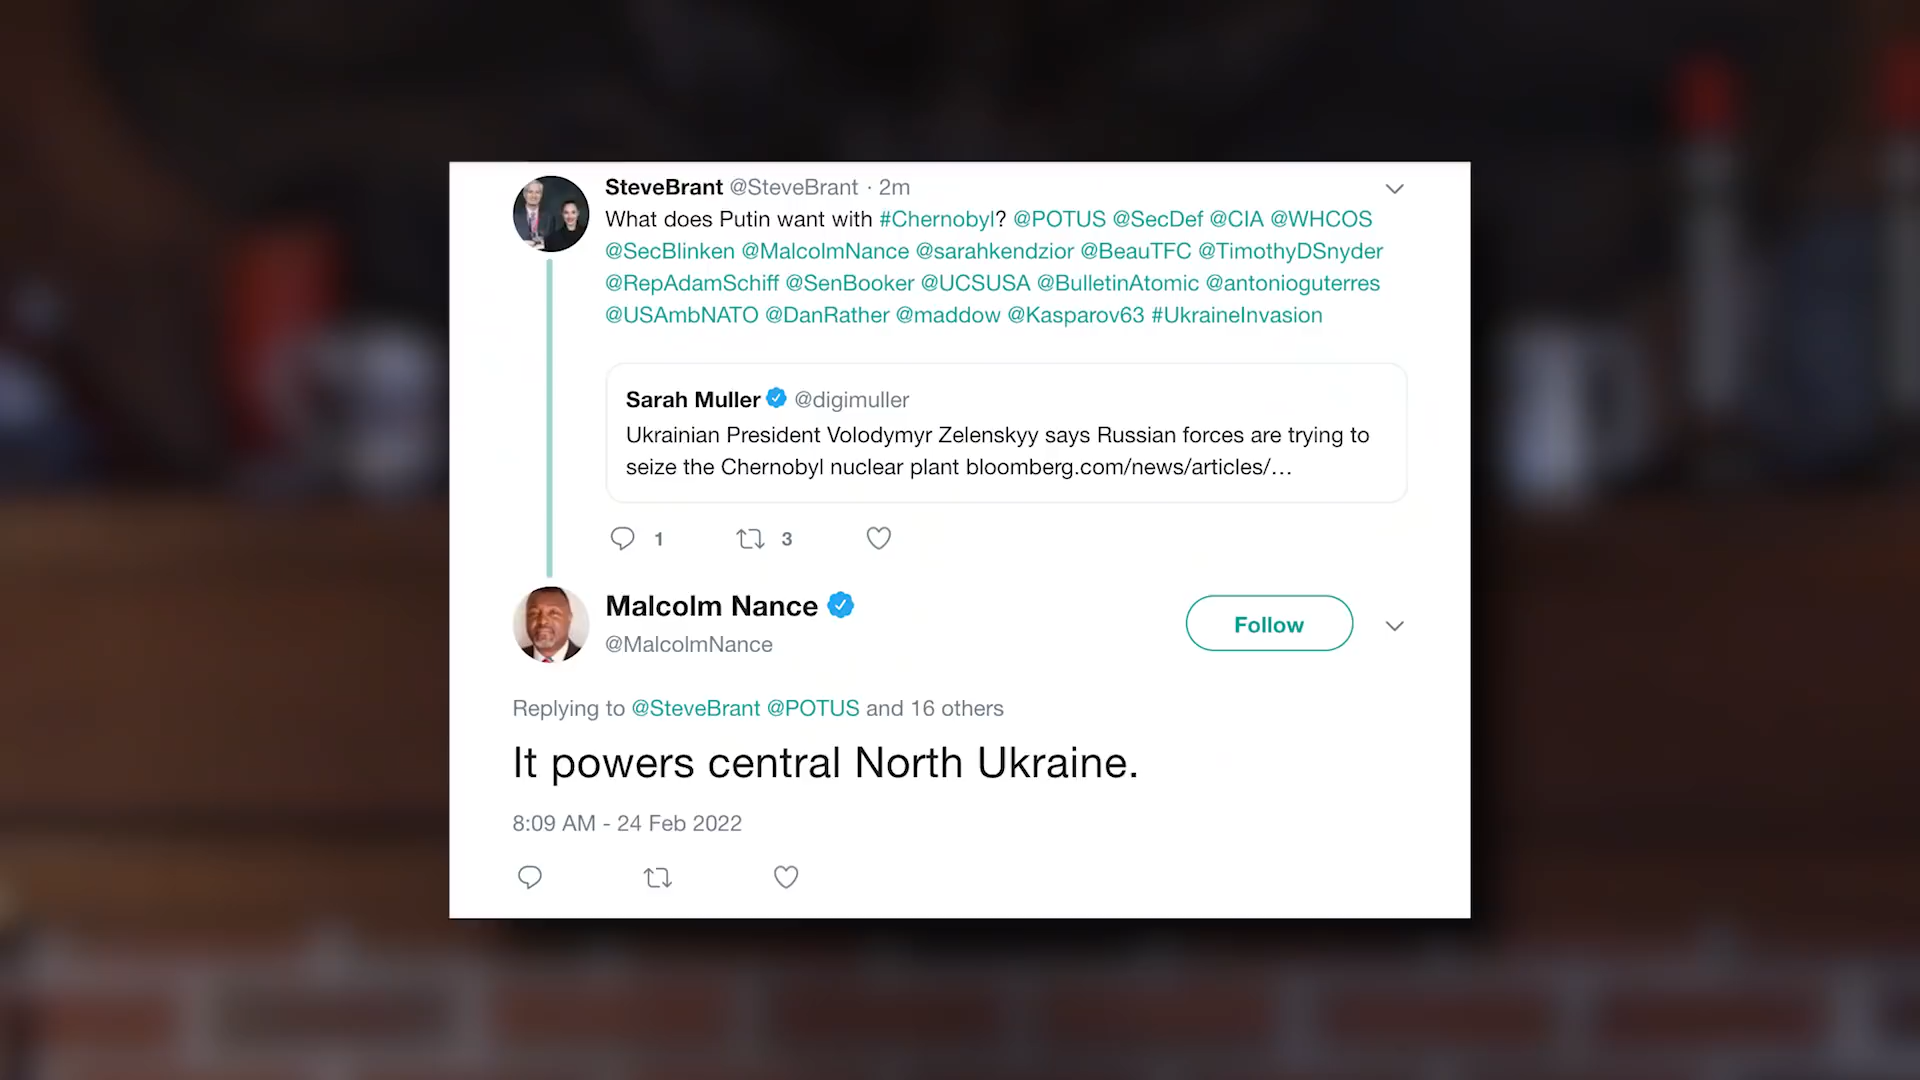 SteveBrant @SteveBrant · 2m
What does Putin want with #Chernobyl? @POTUS @SecDef @CIA @WHCOS
@SecBlinken @MalcolmNance @sarahkendzior @BeauTFC @TimothyDSnyder
@RepAdamSchiff @SenBooker @UCSUSA @BulletinAtomic @antonioguterres
@USAmbNATO @DanRather @maddow @Kasparov63 #UkraineInvasion
Sarah Muller @digimuller
Ukrainian President Volodymyr Zelenskyy says Russian forces are trying to
seize the Chernobyl nuclear plant bloomberg.com/news/articles/…
1 3
Malcolm Nance
@MalcolmNance
Follow
Replying to @SteveBrant @POTUS and 16 others
It powers central North Ukraine.
8:09 AM - 24 Feb 2022